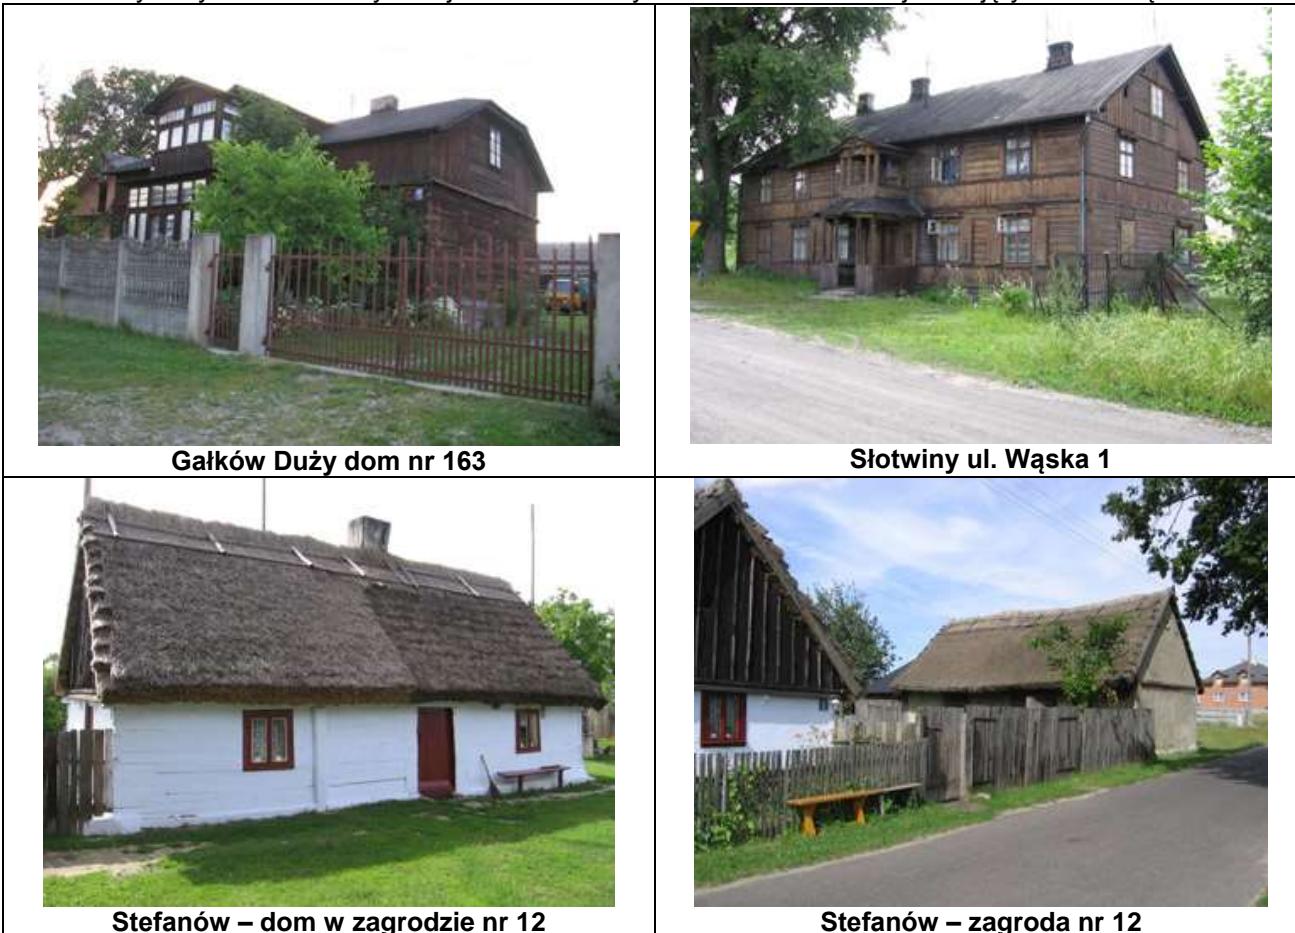 Gałków Duży dom nr 163
Słotwiny ul. Wąska 1
Stefanów – dom w zagrodzie nr 12
Stefanów – zagroda nr 12